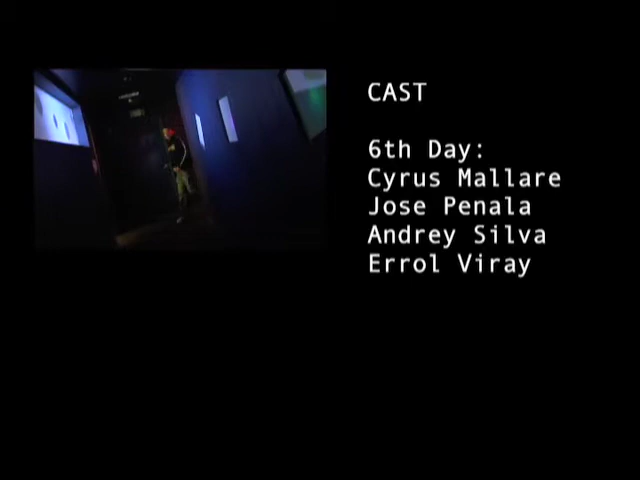 CAST
6th Day:
Cyrus Mallare
Jose Penala
Andrey Silva
Errol Viray